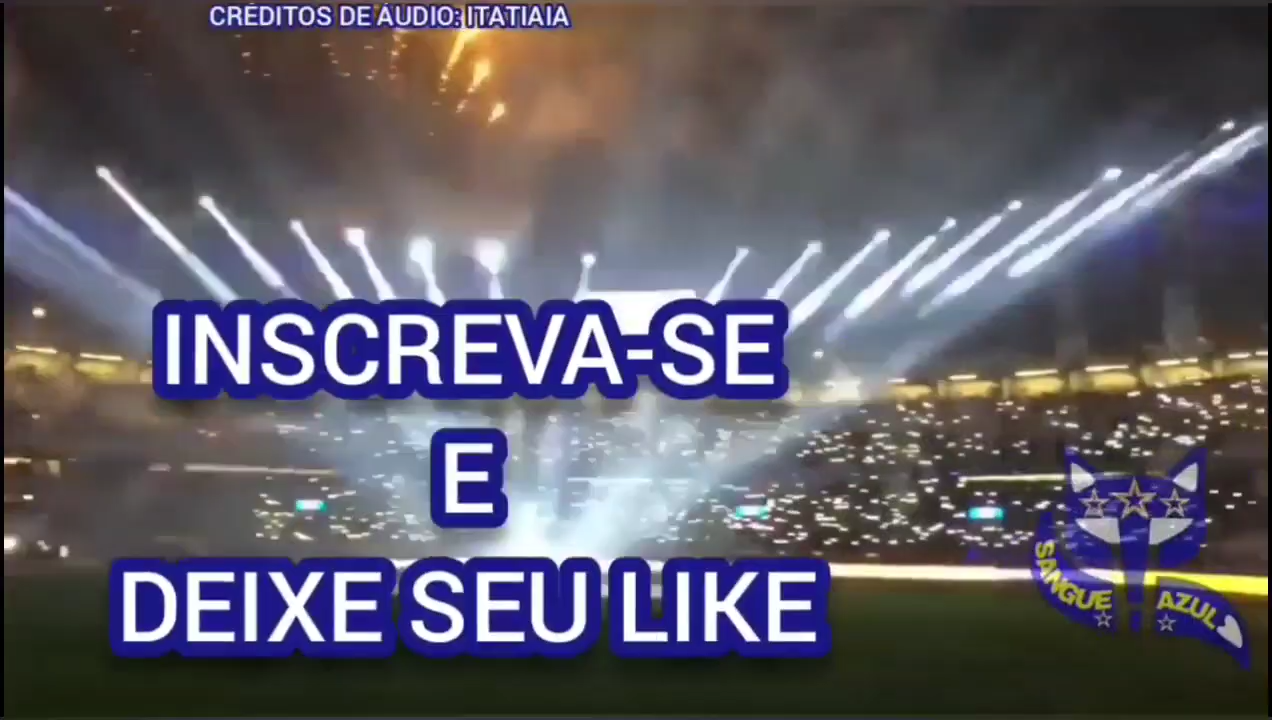 CRÉDITOS DE ÁUDIO: ITATIAIA
INSCREVA-SE
E
DEIXE SEU LIKE
SANGUE AZUL